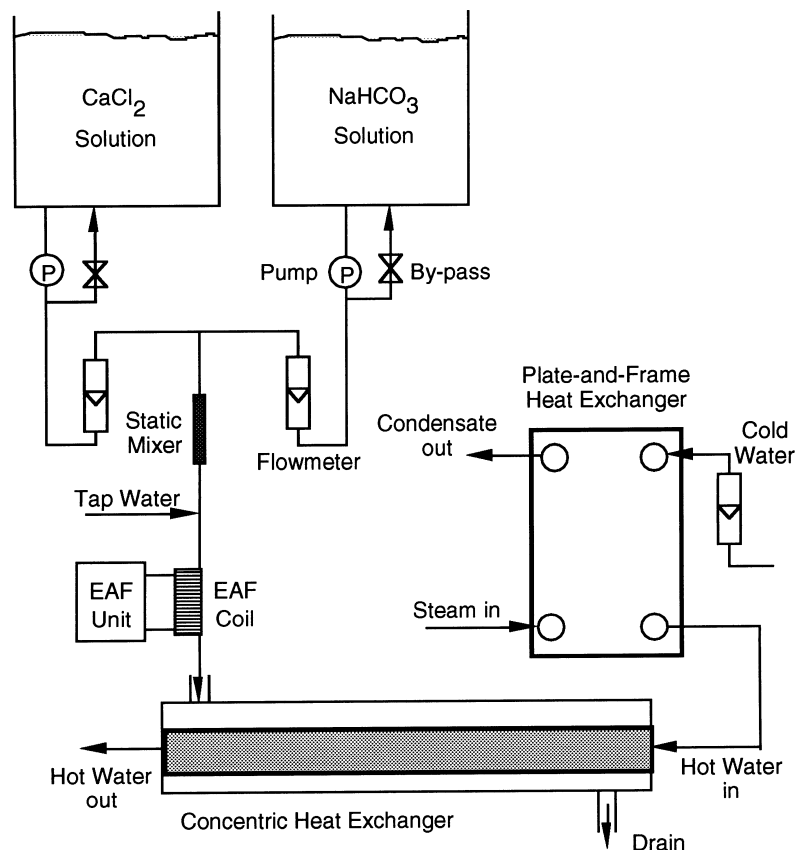 CaCl2
Solution
NaHCO3
Solution
P
Pump
P
By-pass
Static
Mixer
Flowmeter
Plate-and-Frame
Heat Exchanger
Condensate
out
Cold
Water
Tap Water
EAF
Unit
EAF
Coil
Steam in
Hot Water
out
Hot Water
in
Concentric Heat Exchanger
Drain